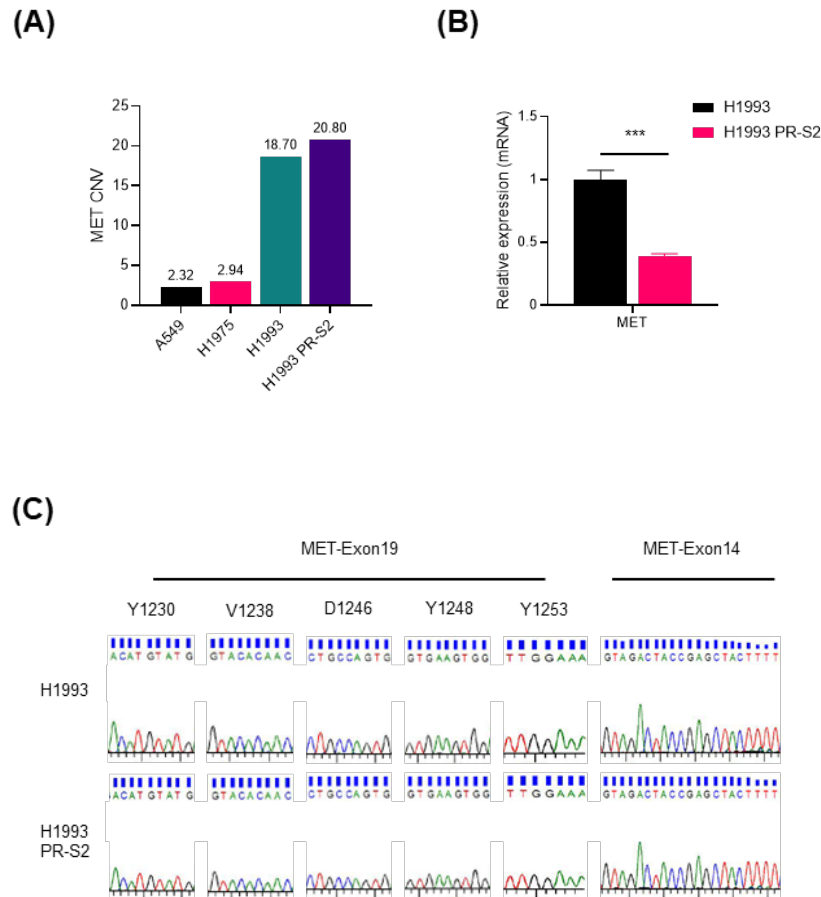 (A)
(B)
MET CNV
25
20
15
10
5
0
2.32
2.94
18.70
20.80
A549
H1975
H1993
H1993 PR-S2
Relative expression (mRNA)
1.5
1
0.5
0
***
MET
H1993
H1993 PR-S2
(C)
MET-Exon19 MET-Exon14
Y1230 V1238 D1246 Y1248 Y1253
ACATGTATG GTACACAAC CTGCCAGTG GTGAAGTGG TTGGAAA GTAGACTACCGAGCTACTTTT
H1993
ACATGTATG GTACACAAC CTGCCAGTG GTGAAGTGG TTGGAAA GTAGACTACCGAGCTACTTTT
H1993
PR-S2